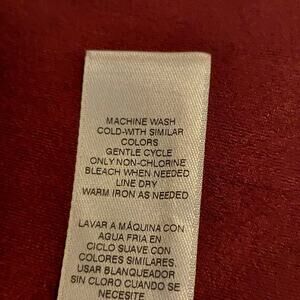 MACHINE WASH
COLD-WITH SIMILAR
COLORS
GENTLE CYCLE
ONLY NON-CHLORINE
BLEACH WHEN NEEDED
LINE DRY
WARM IRON AS NEEDED
LAVAR A MÁQUINA CON
AGUA FRIA EN
CICLO SUAVE CON
COLORES SIMILARES.
USAR BLANQUEADOR
SIN CLORO CUANDO SE
NECESITE